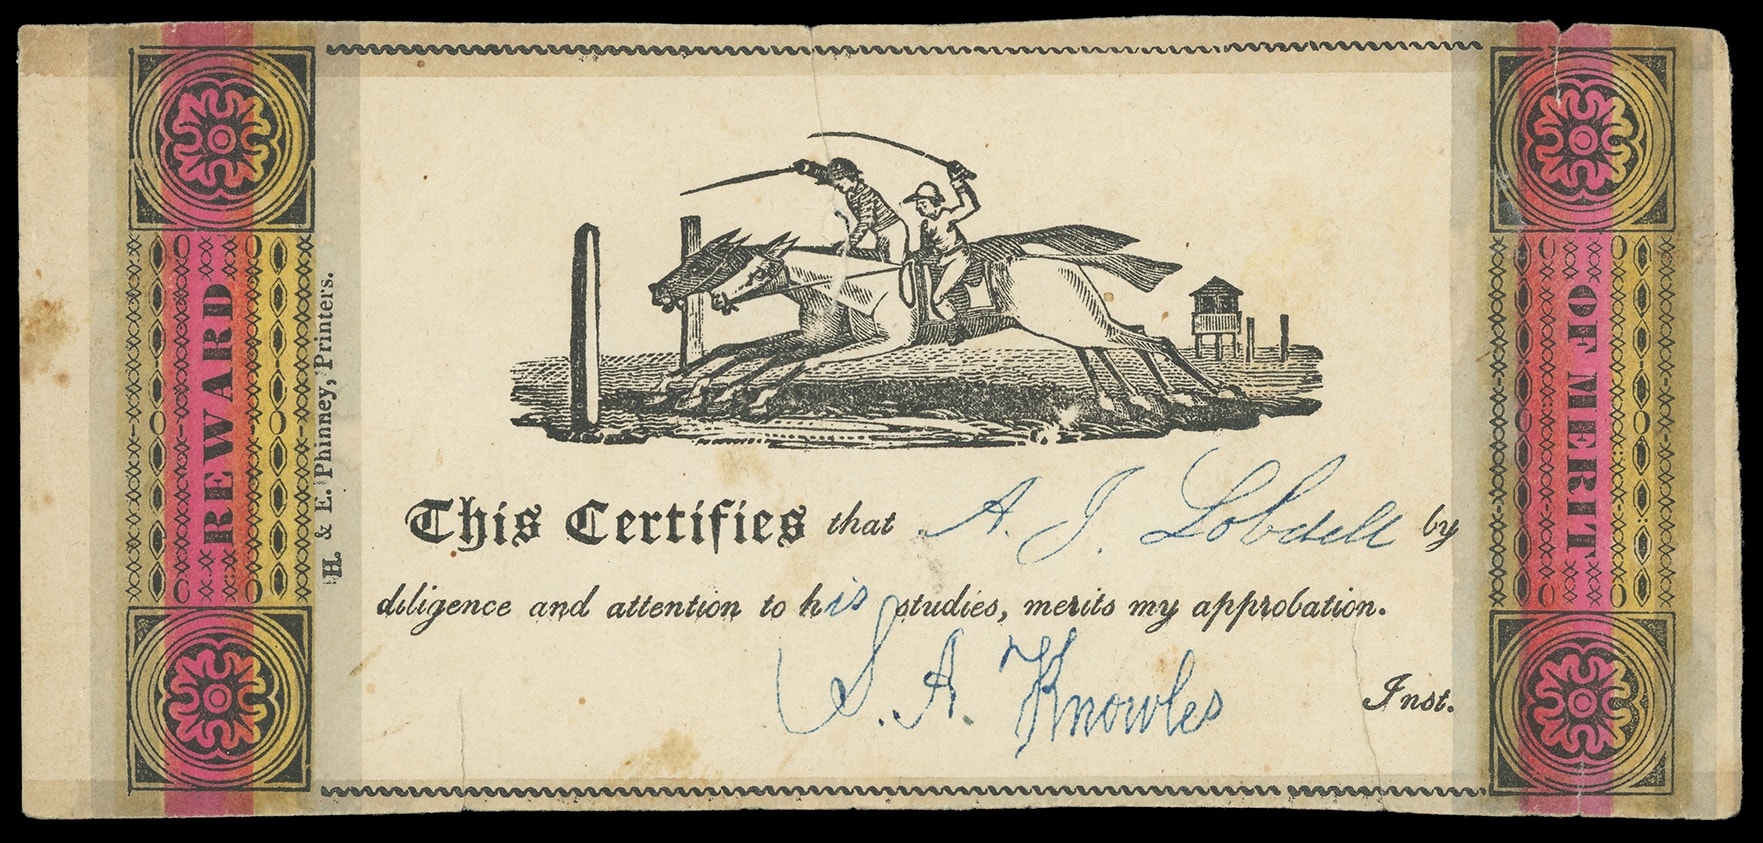 REWARD
H. & E. Phinney, Printers.
This Certifies that A. J. Lobdell by
diligence and attention to his studies, merits my approbation.
S. A. Knowles
Inst.
OF MERIT